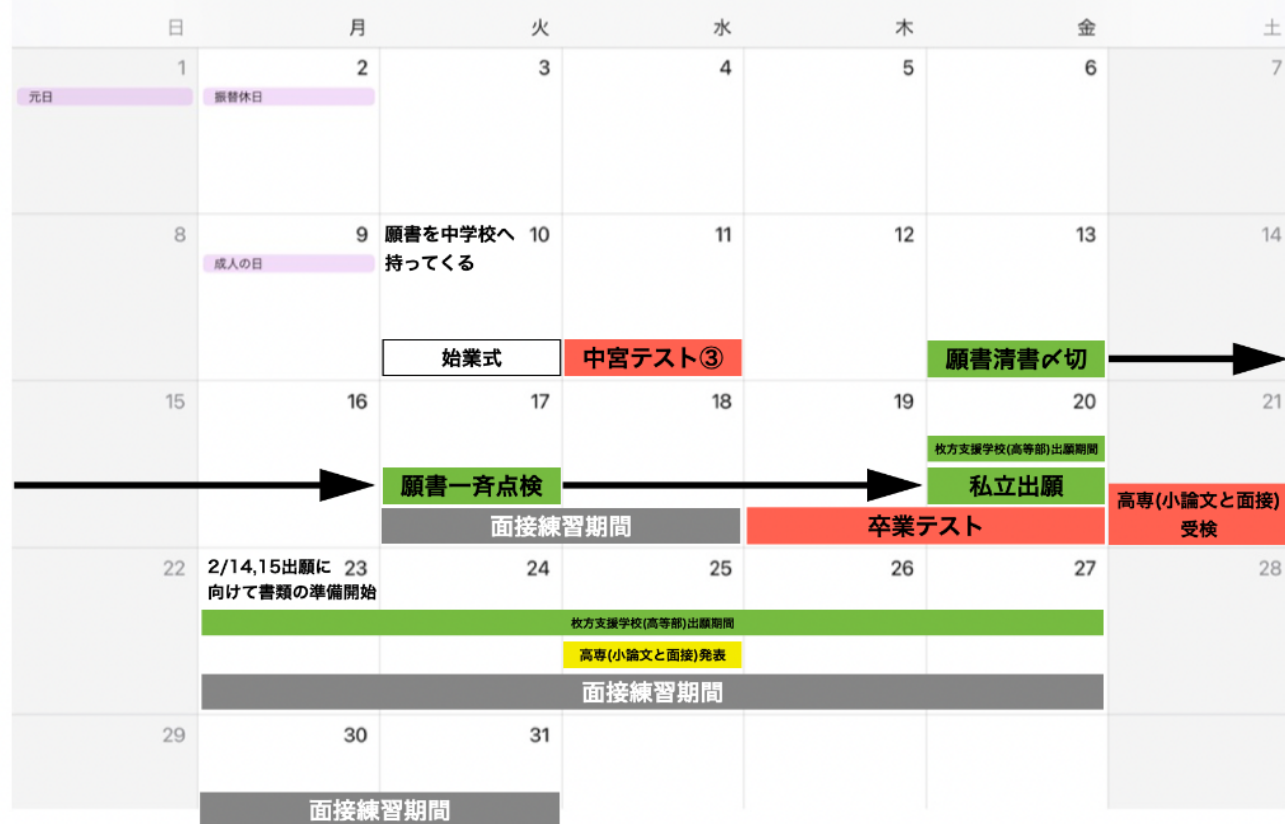 日 月 火 水 木 金 土
1 2 3 4 5 6 7
元日 振替休日
8 9 願書を中学校へ 10 11 12 13 14
成人の日 持ってくる
始業式 中宮テスト③ 願書清書〆切
15 16 17 18 19 20 21
枚方支援学校(高等部)出願期間
願書一斉点検 私立出願
高専(小論文と面接)
面接練習期間 卒業テスト
受検
22 2/14,15出願に 23 24 25 26 27 28
向けて書類の準備開始
枚方支援学校(高等部)出願期間
高専(小論文と面接)発表
面接練習期間
29 30 31
面接練習期間